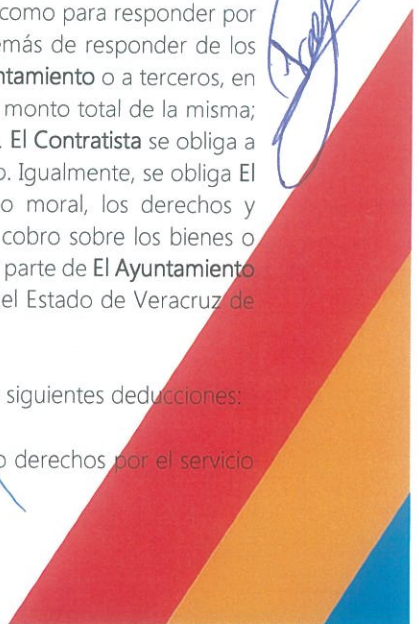 como para responder por
emás de responder de los
ntamiento o a terceros, en
monto total de la misma;
. El Contratista se obliga a
o. Igualmente, se obliga El
o moral, los derechos y
cobro sobre los bienes o
parte de El Ayuntamiento
el Estado de Veracruz de
siguientes deducciones:
o derechos por el servicio